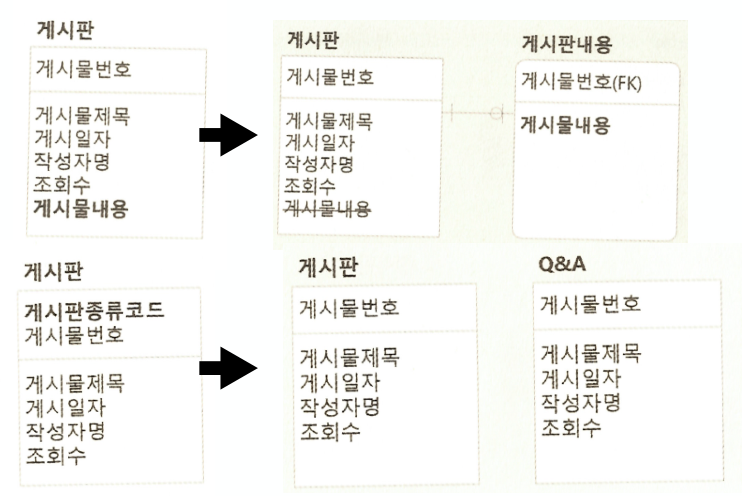 게시판
게시물번호
게시물제목
게시일자
작성자명
조회수
게시물내용
게시판
게시물번호
게시물제목
게시일자
작성자명
조회수
게시물내용
게시판내용
게시물번호(FK)
게시물내용
게시판
게시판종류코드
게시물번호
게시물제목
게시일자
작성자명
조회수
게시판
게시물번호
게시물제목
게시일자
작성자명
조회수
Q&A
게시물번호
게시물제목
게시일자
작성자명
조회수